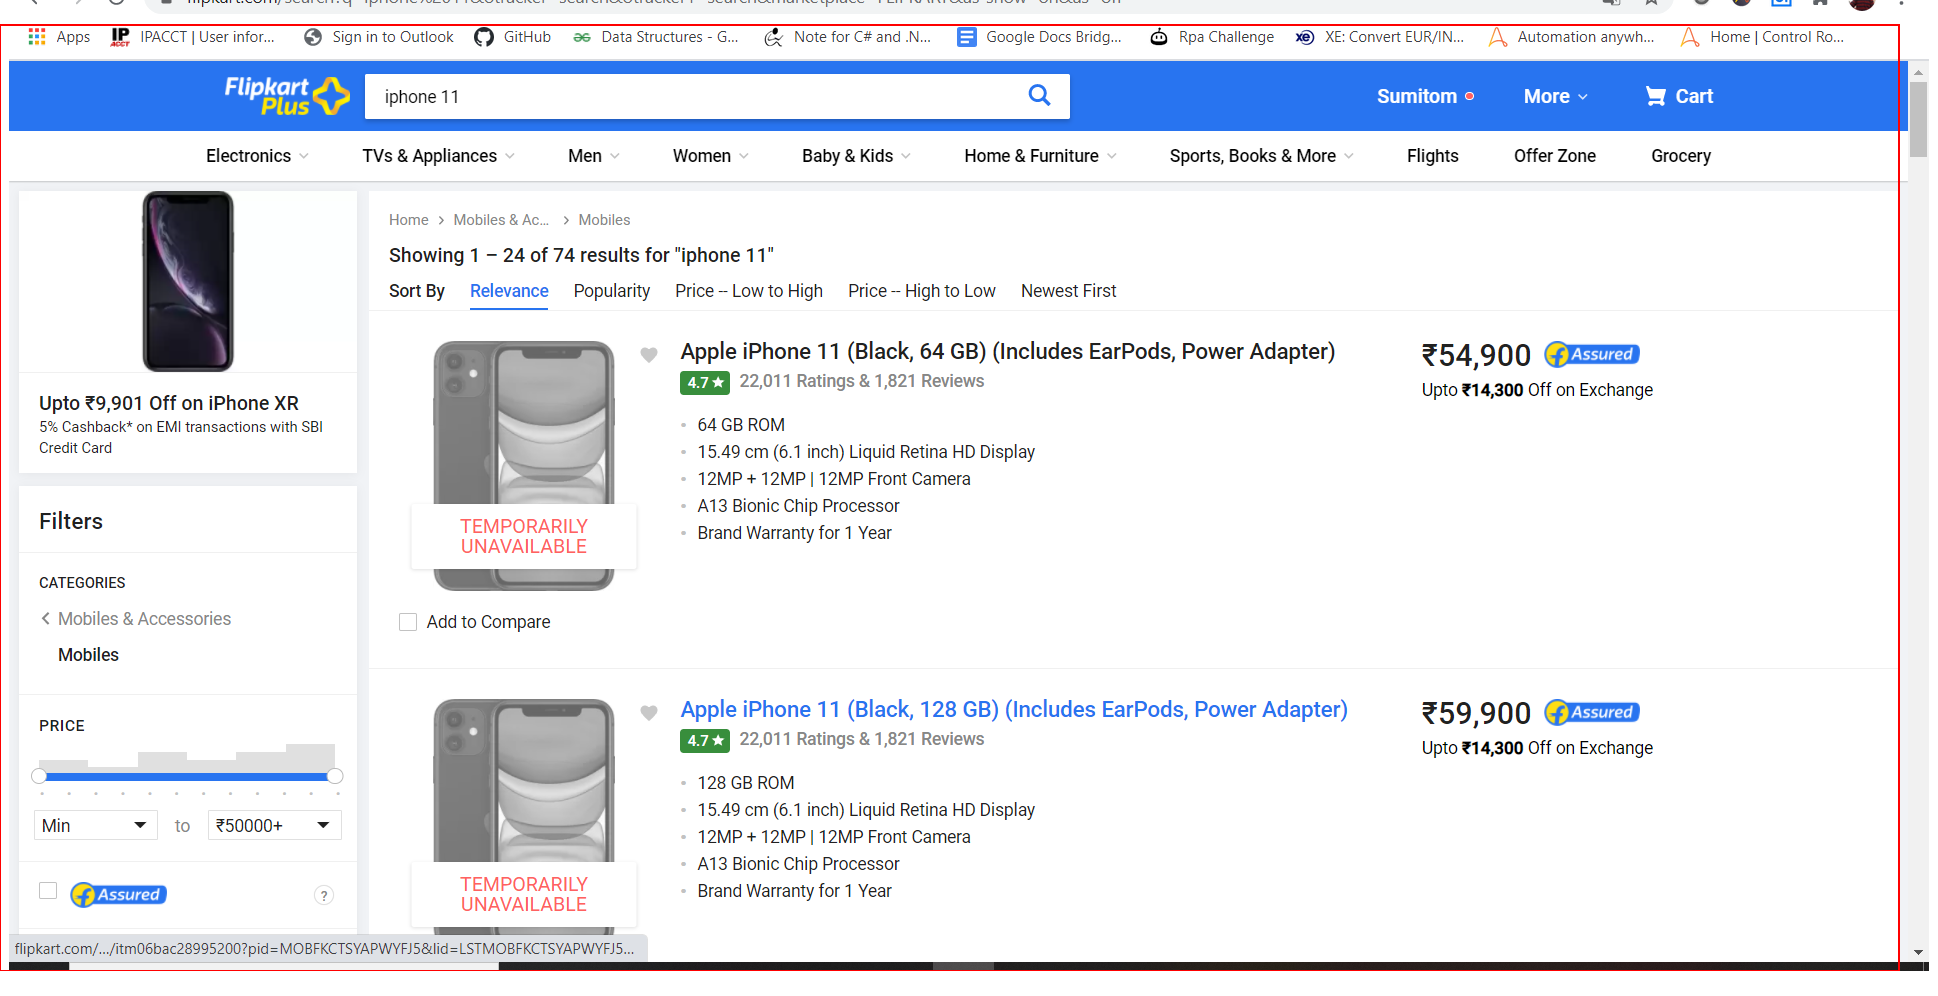 Apps IPACCT | User infor... Sign in to Outlook GitHub Data Structures - G... Note for C# and .N... Google Docs Bridg... Rpa Challenge XE: Convert EUR/IN... Automation anywh... Home | Control Ro...
Flipkart Plus iphone 11 Sumitom More Cart
Electronics TVs & Appliances Men Women Baby & Kids Home & Furniture Sports, Books & More Flights Offer Zone Grocery
Upto ₹9,901 Off on iPhone XR
5% Cashback* on EMI transactions with SBI
Credit Card
Filters
CATEGORIES
Mobiles & Accessories
Mobiles
PRICE
Min to ₹50000+
Assured ?
Home Mobiles & Ac... Mobiles
Showing 1 – 24 of 74 results for "iphone 11"
Sort By Relevance Popularity Price -- Low to High Price -- High to Low Newest First
TEMPORARILY
UNAVAILABLE
Add to Compare
Apple iPhone 11 (Black, 64 GB) (Includes EarPods, Power Adapter)
4.7★ 22,011 Ratings & 1,821 Reviews
64 GB ROM
15.49 cm (6.1 inch) Liquid Retina HD Display
12MP + 12MP | 12MP Front Camera
A13 Bionic Chip Processor
Brand Warranty for 1 Year
₹54,900 Assured
Upto ₹14,300 Off on Exchange
TEMPORARILY
UNAVAILABLE
Apple iPhone 11 (Black, 128 GB) (Includes EarPods, Power Adapter)
4.7★ 22,011 Ratings & 1,821 Reviews
128 GB ROM
15.49 cm (6.1 inch) Liquid Retina HD Display
12MP + 12MP | 12MP Front Camera
A13 Bionic Chip Processor
Brand Warranty for 1 Year
₹59,900 Assured
Upto ₹14,300 Off on Exchange
flipkart.com/.../itm06bac28995200?pid=MOBFKCTSYAPWYFJ5&lid=LSTMOBFKCTSYAPWYFJ5...